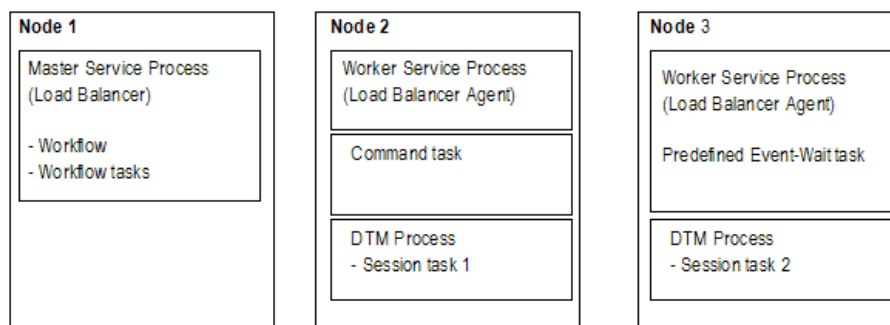 Node 1
Master Service Process
(Load Balancer)
- Workflow
- Workflow tasks
Node 2
Worker Service Process
(Load Balancer Agent)
Command task
DTM Process
- Session task 1
Node 3
Worker Service Process
(Load Balancer Agent)
Predefined Event-Wait task
DTM Process
- Session task 2